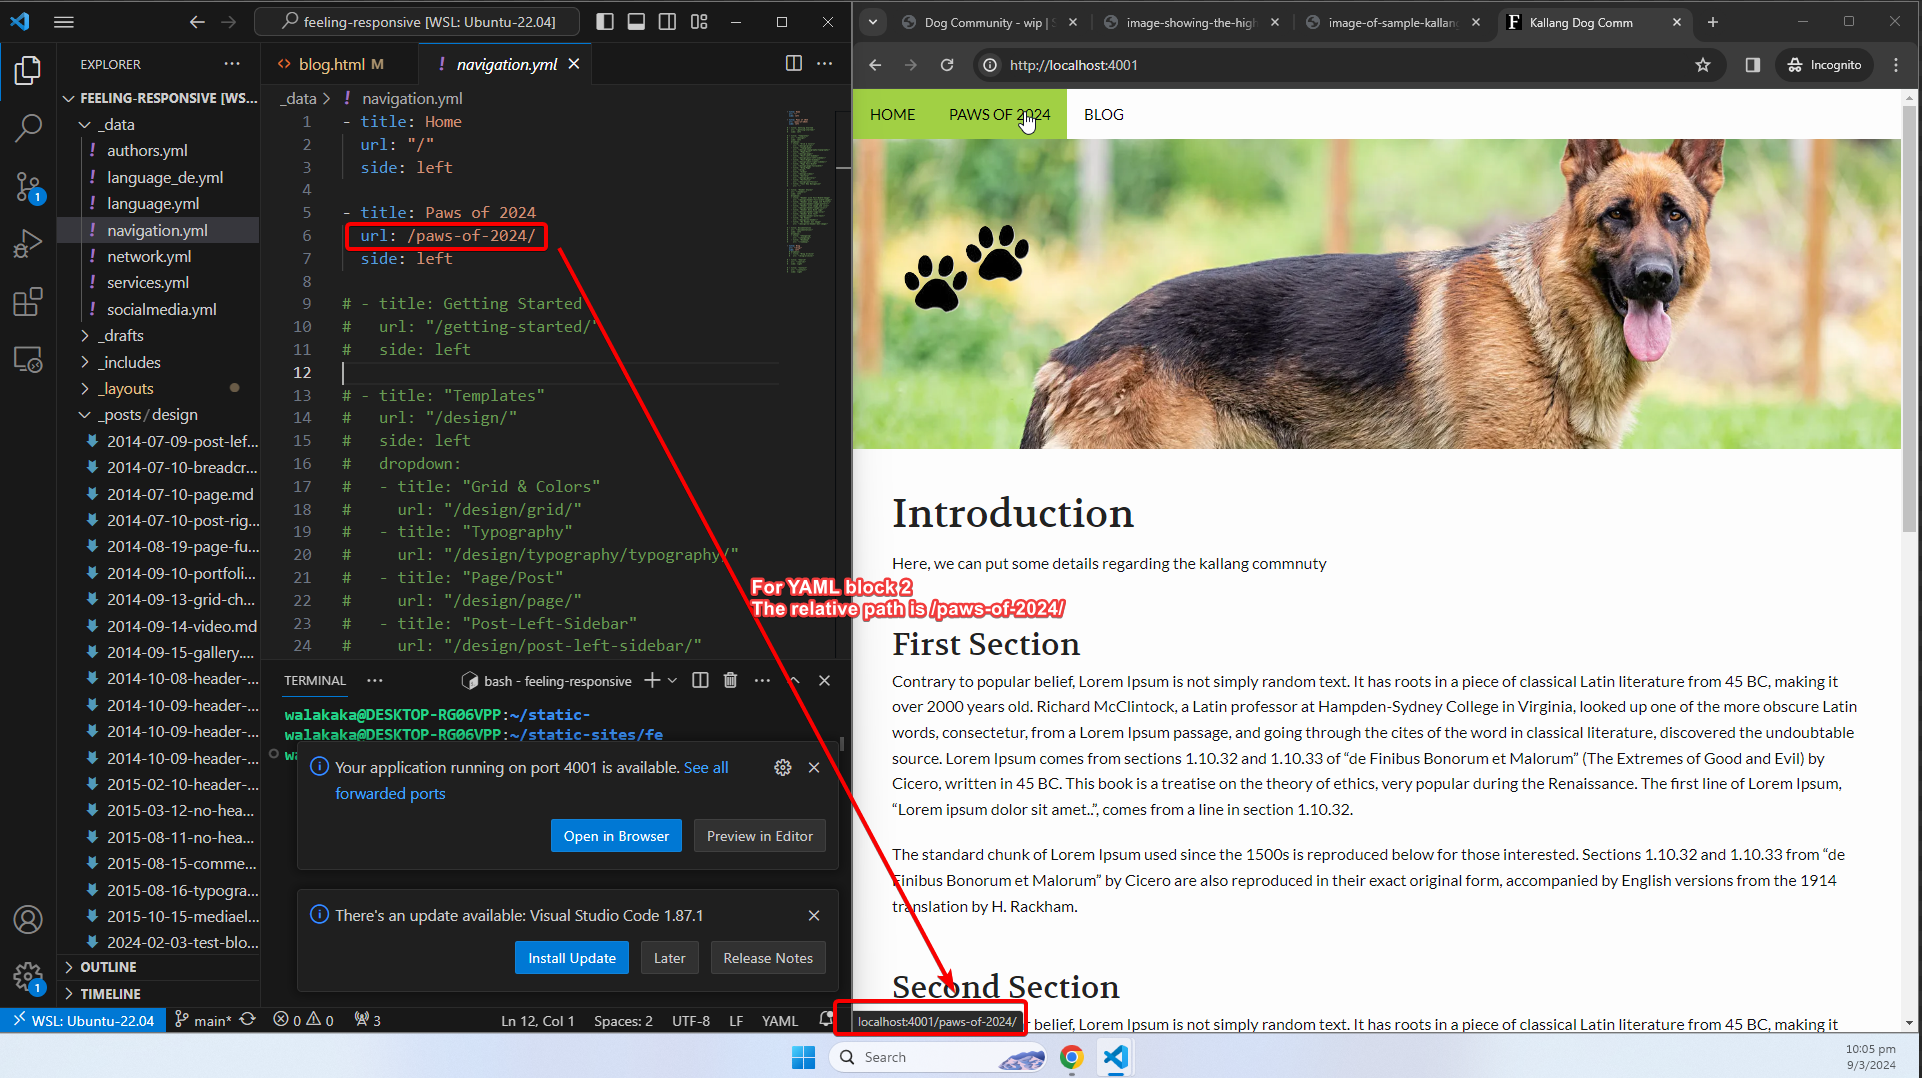 feeling-responsive [WSL: Ubuntu-22.04]
EXPLORER
FEELING-RESPONSIVE [WS...
_data
authors.yml
language_de.yml
language.yml
navigation.yml
network.yml
services.yml
socialmedia.yml
_drafts
_includes
_layouts
_posts/design
2014-07-09-post-lef...
2014-07-10-breadcr...
2014-07-10-page.md
2014-07-10-post-rig...
2014-08-19-page-fu...
2014-09-10-portfoli...
2014-09-13-grid-ch...
2014-09-14-video.md
2014-09-15-gallery....
2014-10-08-header-...
2014-10-09-header-...
2014-10-09-header-...
2014-10-09-header-...
2015-02-10-header-...
2015-03-12-no-hea...
2015-08-11-no-hea...
2015-08-15-comme...
2015-08-16-typogra...
2015-10-15-mediael...
2024-02-03-test-blo...
OUTLINE
TIMELINE
1
1
blog.html M
navigation.yml
_data > ! navigation.yml
1 - title: Home
2 url: "/"
3 side: left
4
5 - title: Paws of 2024
6 url: /paws-of-2024/
7 side: left
8
9 # - title: Getting Started
10 # url: "/getting-started/"
11 # side: left
12
13 # - title: "Templates"
14 # url: "/design/"
15 # side: left
16 # dropdown:
17 # - title: "Grid & Colors"
18 # url: "/design/grid/"
19 # - title: "Typography"
20 # url: "/design/typography/typography/"
21 # - title: "Page/Post"
22 # url: "/design/page/"
23 # - title: "Post-Left-Sidebar"
24 # url: "/design/post-left-sidebar/"
TERMINAL
bash - feeling-responsive
walakaka@DESKTOP-RG06VPP:~/static-
walakaka@DESKTOP-RG06VPP:~/static-sites/fe
Your application running on port 4001 is available. See all
forwarded ports
Open in Browser
Preview in Editor
There's an update available: Visual Studio Code 1.87.1
Install Update
Later
Release Notes
WSL: Ubuntu-22.04
main*
0
0
3
Ln 12, Col 1
Spaces: 2
UTF-8
LF
YAML
Dog Community - wip | S
image-showing-the-high
image-of-sample-kallang
Kallang Dog Comm
http://localhost:4001
Incognito
HOME
PAWS OF 2024
BLOG
Introduction
Here, we can put some details regarding the kallang commnuty
For YAML block 2
The relative path is /paws-of-2024/
First Section
Contrary to popular belief, Lorem Ipsum is not simply random text. It has roots in a piece of classical Latin literature from 45 BC, making it
over 2000 years old. Richard McClintock, a Latin professor at Hampden-Sydney College in Virginia, looked up one of the more obscure Latin
words, consectetur, from a Lorem Ipsum passage, and going through the cites of the word in classical literature, discovered the undoubtable
source. Lorem Ipsum comes from sections 1.10.32 and 1.10.33 of “de Finibus Bonorum et Malorum” (The Extremes of Good and Evil) by
Cicero, written in 45 BC. This book is a treatise on the theory of ethics, very popular during the Renaissance. The first line of Lorem Ipsum,
“Lorem ipsum dolor sit amet..”, comes from a line in section 1.10.32.
The standard chunk of Lorem Ipsum used since the 1500s is reproduced below for those interested. Sections 1.10.32 and 1.10.33 from “de
Finibus Bonorum et Malorum” by Cicero are also reproduced in their exact original form, accompanied by English versions from the 1914
translation by H. Rackham.
Second Section
belief, Lorem Ipsum is not simply random text. It has roots in a piece of classical Latin literature from 45 BC, making it
localhost:4001/paws-of-2024/
Search
10:05 pm
9/3/2024